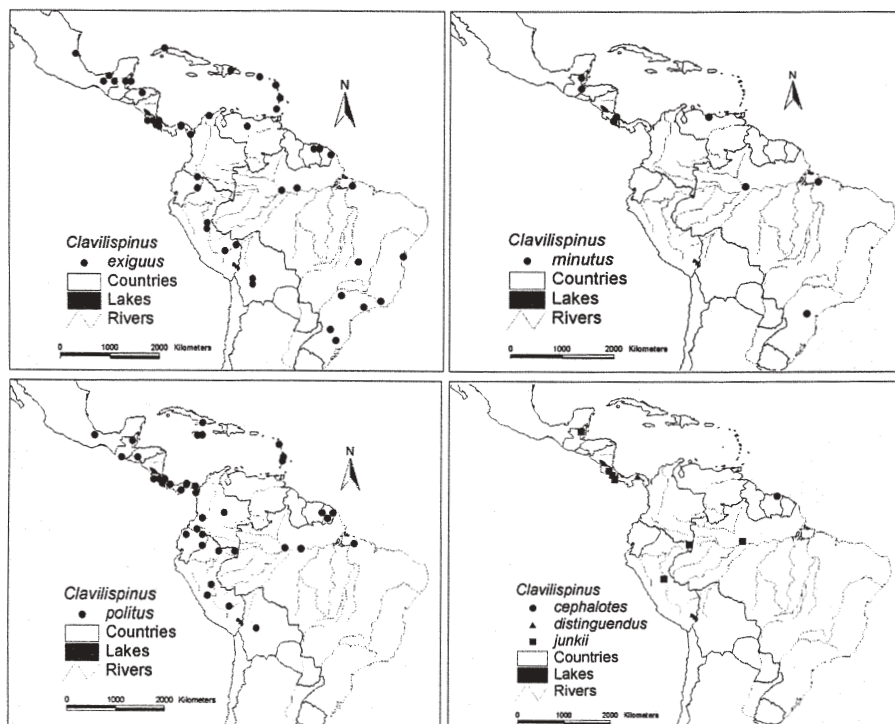 N
Clavilispinus
exiguus
Countries
Lakes
Rivers
0 1000 2000 Kilometers
N
Clavilispinus
minutus
Countries
Lakes
Rivers
0 1000 2000 Kilometers
N
Clavilispinus
politus
Countries
Lakes
Rivers
0 1000 2000 Kilometers
N
Clavilispinus
cephalotes
distinguendus
junkii
Countries
Lakes
Rivers
0 1000 2000 Kilometers